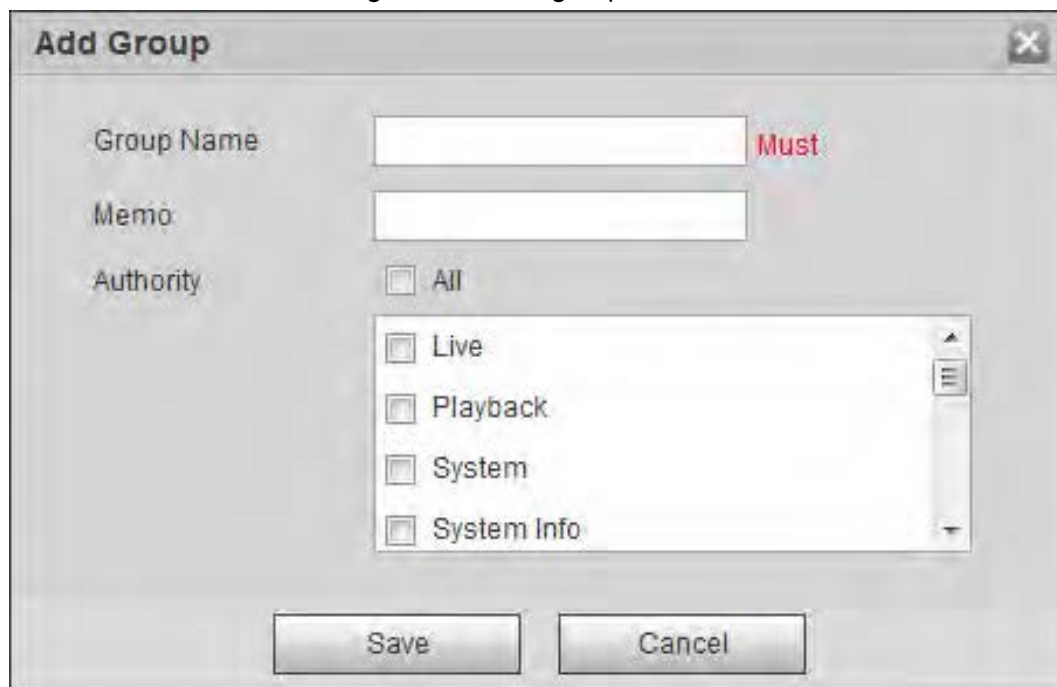 Add Group
Group Name Must
Memo
Authority All
Live
Playback
System
System Info
Save Cancel